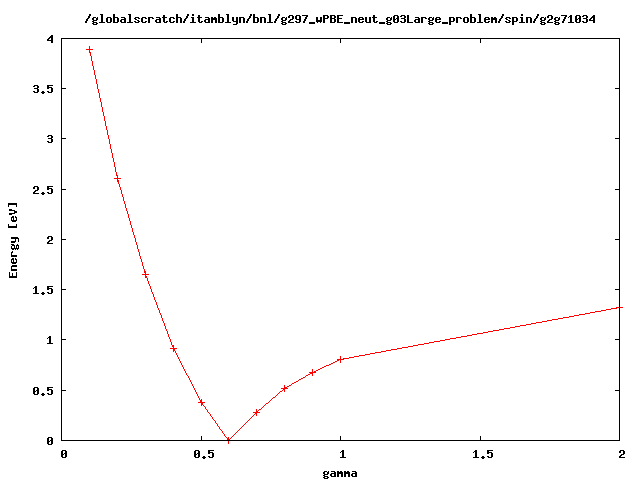 /globalscratch/itamblyn/bnl/g297_wPBE_neut_g03Large_problem/spin/g2g71034
4
3.5
3
2.5
2
1.5
1
0.5
0
Energy [eV]
0 0.5 1 1.5 2
gamma